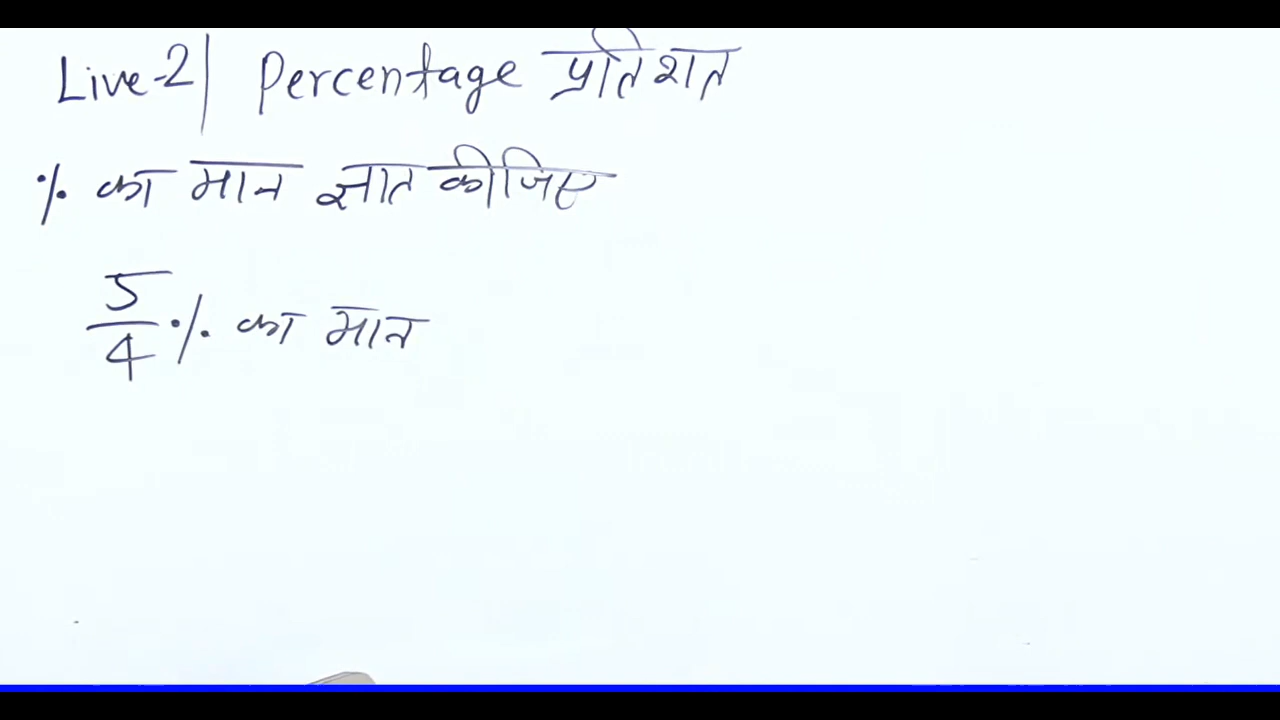 Live-2| Percentage प्रतिशत
% का मान ज्ञात कीजिए
5/4 % का मान